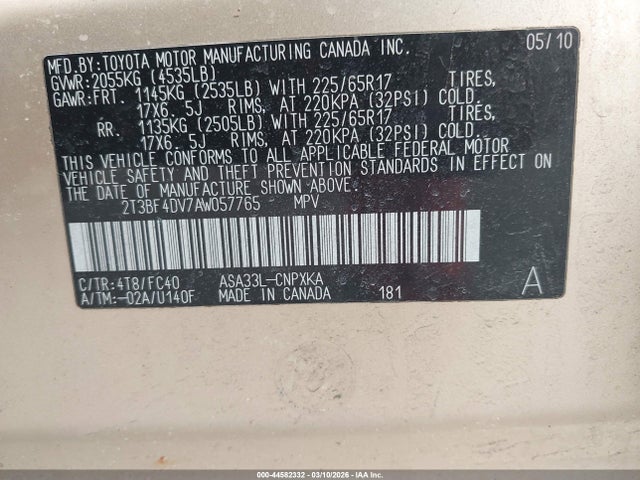 MFD.BY:TOYOTA MOTOR MANUFACTURING CANADA INC. 05/10
GVWR:2055KG (4535LB)
GAWR:FRT. 1145KG (2535LB) WITH 225/65R17 TIRES,
17X6.5J RIMS, AT 220KPA (32PSI) COLD.
RR. 1135KG (2505LB) WITH 225/65R17 TIRES,
17X6.5J RIMS, AT 220KPA (32PSI) COLD.
THIS VEHICLE CONFORMS TO ALL APPLICABLE FEDERAL MOTOR
VEHICLE SAFETY AND THEFT PREVENTION STANDARDS IN EFFECT ON
THE DATE OF MANUFACTURE SHOWN ABOVE.
2T3BF4DV7AW057765 MPV
C/TR:4T8/FC40 ASA33L-CNPXKA
A/TM:-02A/U140F MADE IN CANADA 181 A
000-44582332 - 03/10/2026 - IAA Inc.